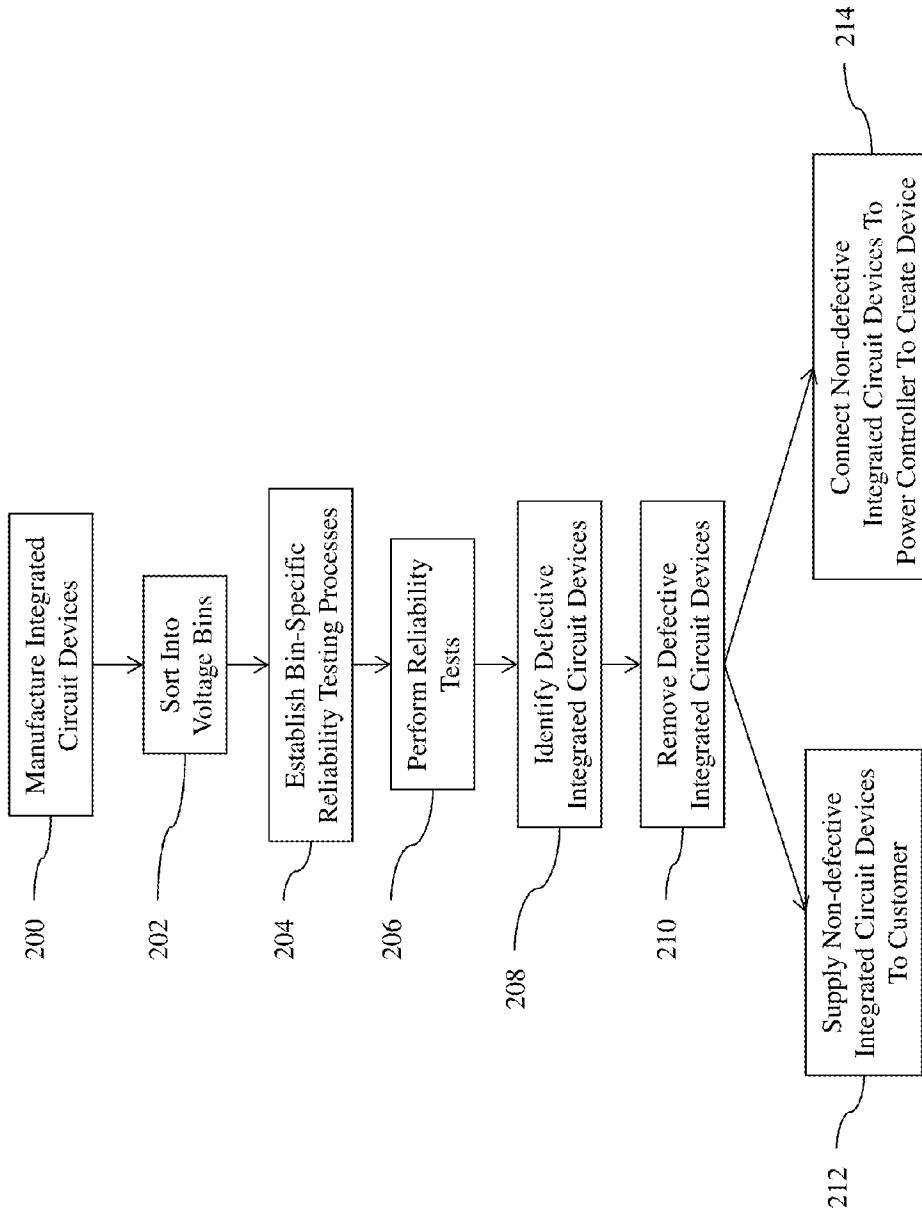 200
Manufacture Integrated
Circuit Devices
202
Sort Into
Voltage Bins
204
Establish Bin-Specific
Reliability Testing Processes
206
Perform Reliability
Tests
208
Identify Defective
Integrated Circuit Devices
210
Remove Defective
Integrated Circuit Devices
212
Supply Non-defective
Integrated Circuit Devices
To Customer
214
Connect Non-defective
Integrated Circuit Devices To
Power Controller To Create Device